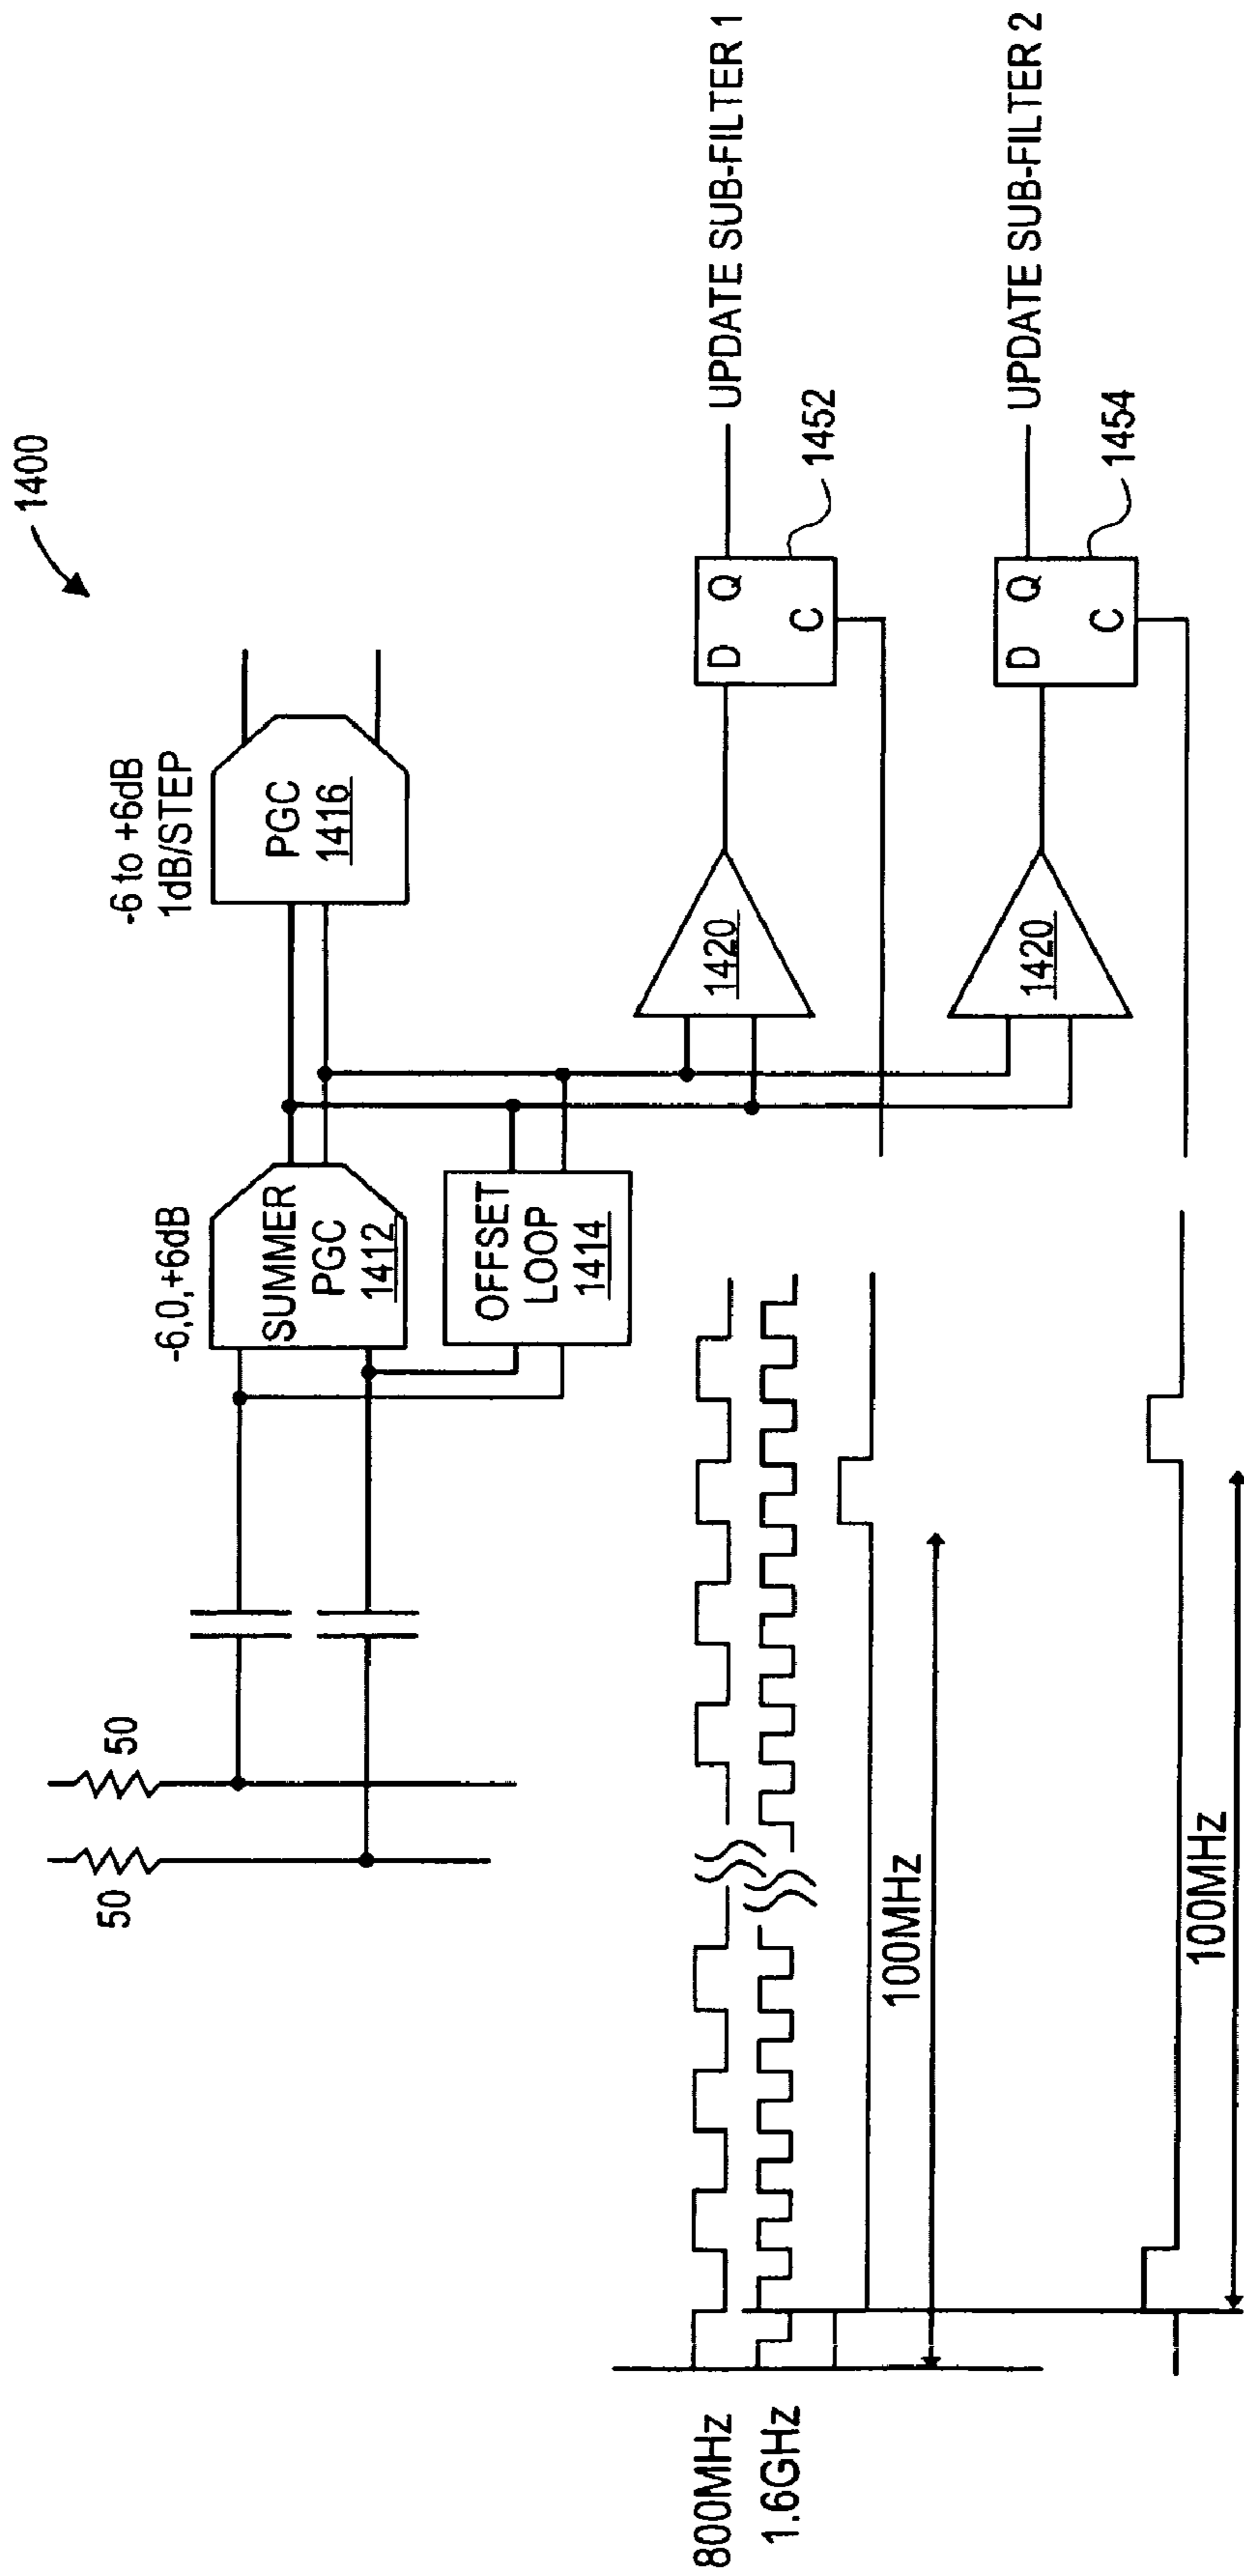 1400
50
50
-6,0,+6dB
SUMMER
PGC
1412
OFFSET
LOOP
1414
-6 to +6dB
1dB/STEP
PGC
1416
1420
D Q
C
1452
UPDATE SUB-FILTER 1
1420
D Q
C
1454
UPDATE SUB-FILTER 2
800MHz
1.6GHz
100MHz
100MHz